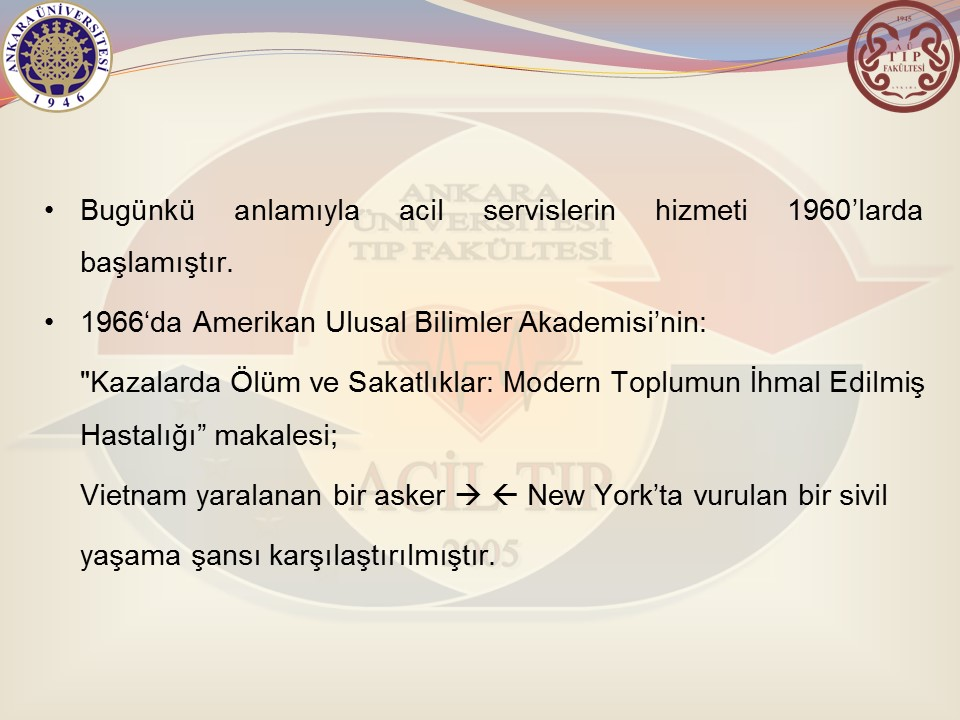 ANKARA ÜNİVERSİTESİ
1946
1945
A Ü
TIP
FAKÜLTESİ
ANKARA
ANKARA
ÜNİVERSİTESİ
TIP FAKÜLTESİ
• Bugünkü anlamıyla acil servislerin hizmeti 1960’larda
başlamıştır.
• 1966‘da Amerikan Ulusal Bilimler Akademisi’nin:
"Kazalarda Ölüm ve Sakatlıklar: Modern Toplumun İhmal Edilmiş
Hastalığı” makalesi;
Vietnam yaralanan bir asker → ← New York’ta vurulan bir sivil
yaşama şansı karşılaştırılmıştır.
ACİL TIP
2005